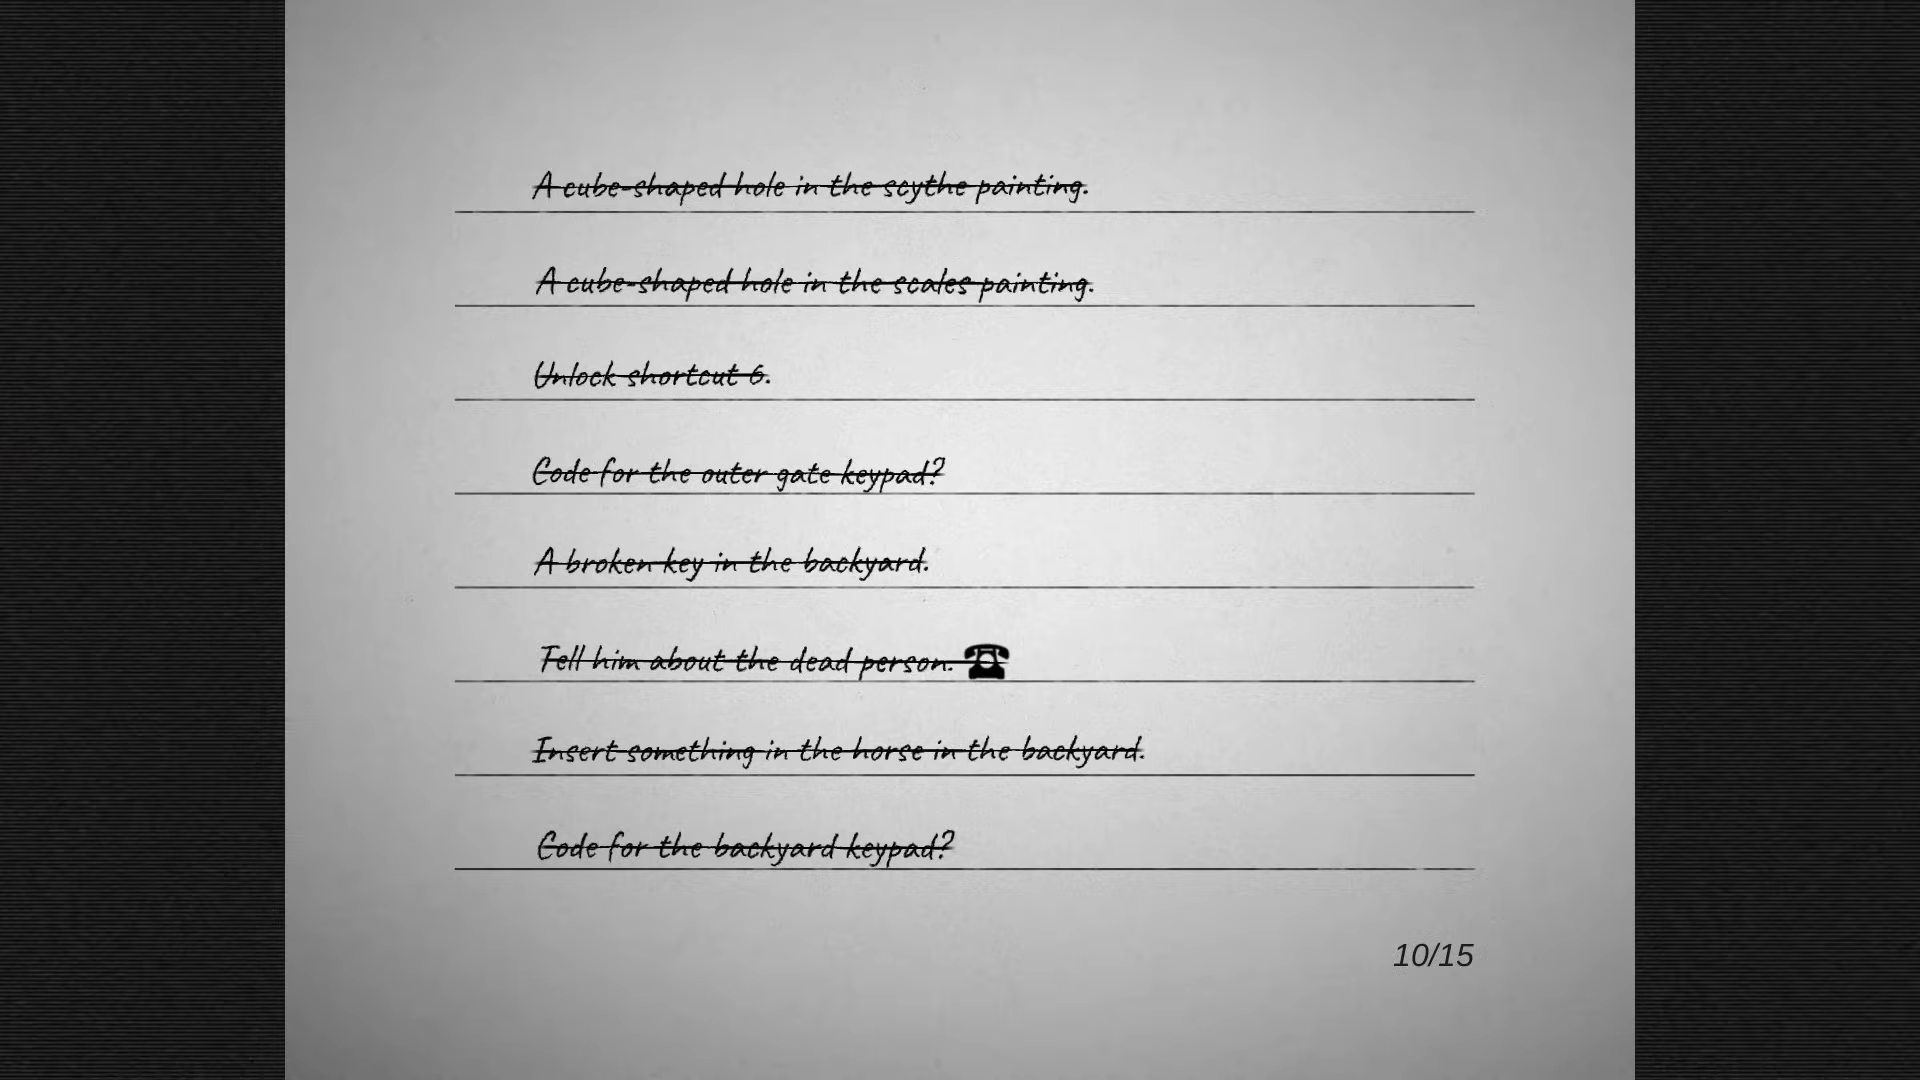 A cube-shaped hole in the scythe painting.
A cube-shaped hole in the scales painting.
Unlock shortcut 6.
Code for the outer gate keypad?
A broken key in the backyard.
Tell him about the dead person. ☎
Insert something in the horse in the backyard.
Code for the backyard keypad?
10/15